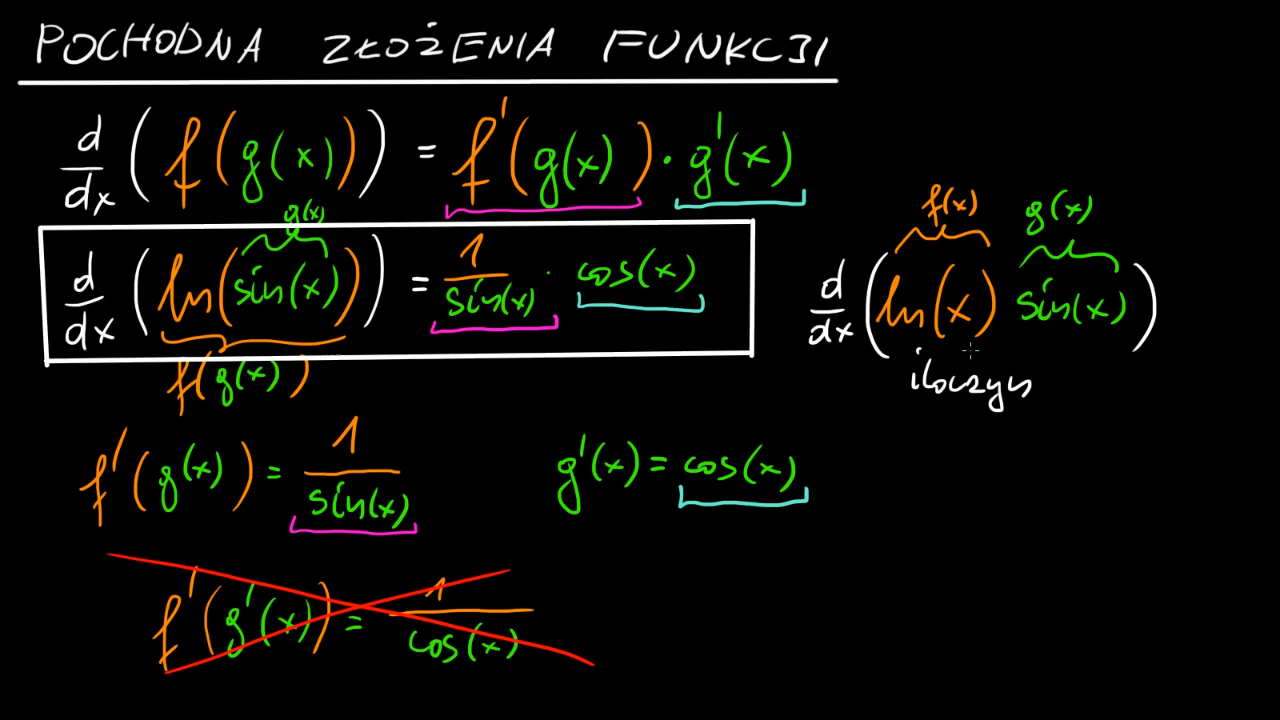 POCHODNA ZŁOŻENIA FUNKCJI
d/dx (f(g(x))) = f'(g(x)) · g'(x)
g(x)
d/dx (ln(sin(x))) = 1/sin(x) · cos(x)
f(g(x))
f(x) g(x)
d/dx (ln(x) sin(x))
iloczyn
f'(g(x)) = 1/sin(x)
g'(x) = cos(x)
f'(g'(x)) = 1/cos(x)